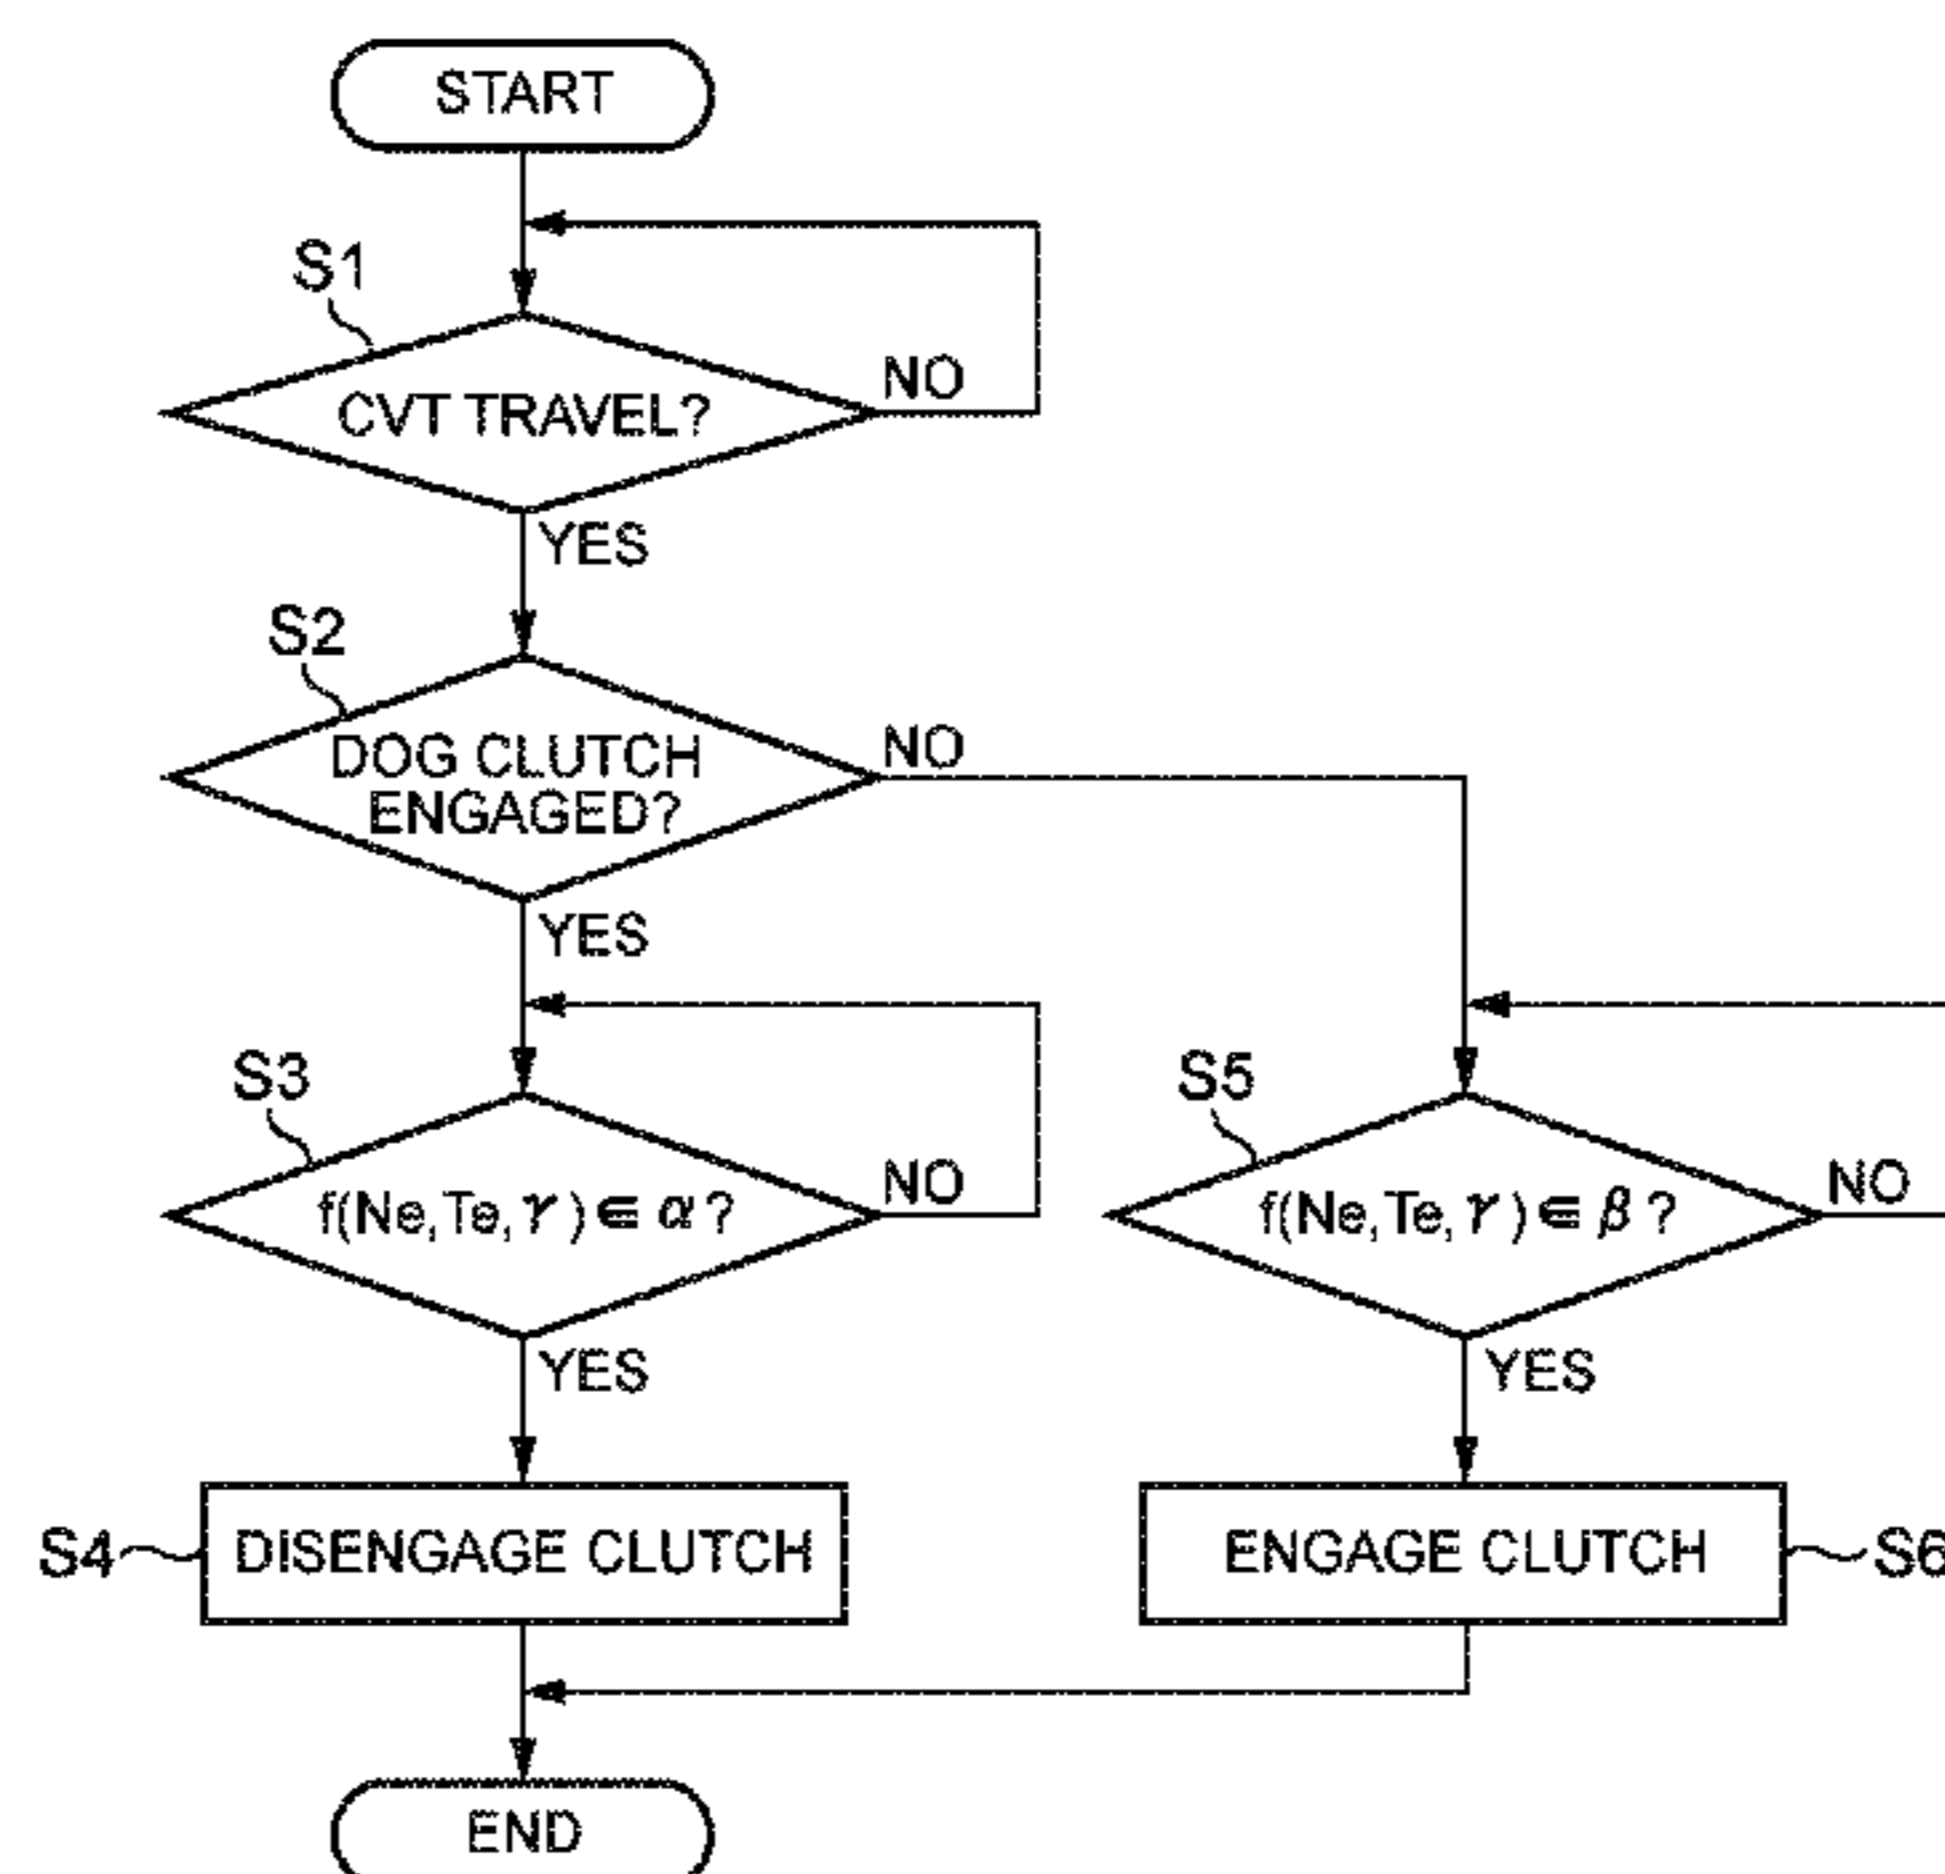 START
S1
CVT TRAVEL?
NO
YES
S2
DOG CLUTCH
ENGAGED?
NO
YES
S3
f(Ne,Te,γ)∈α?
NO
YES
S5
f(Ne,Te,γ)∈β?
NO
YES
S4
DISENGAGE CLUTCH
ENGAGE CLUTCH
S6
END